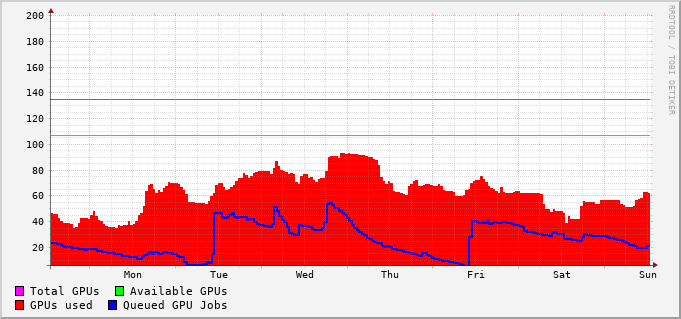 200
180
160
140
120
100
80
60
40
20
Mon Tue Wed Thu Fri Sat Sun
Total GPUs Available GPUs
GPUs used Queued GPU Jobs
RRDTOOL / TOBI OETIKER